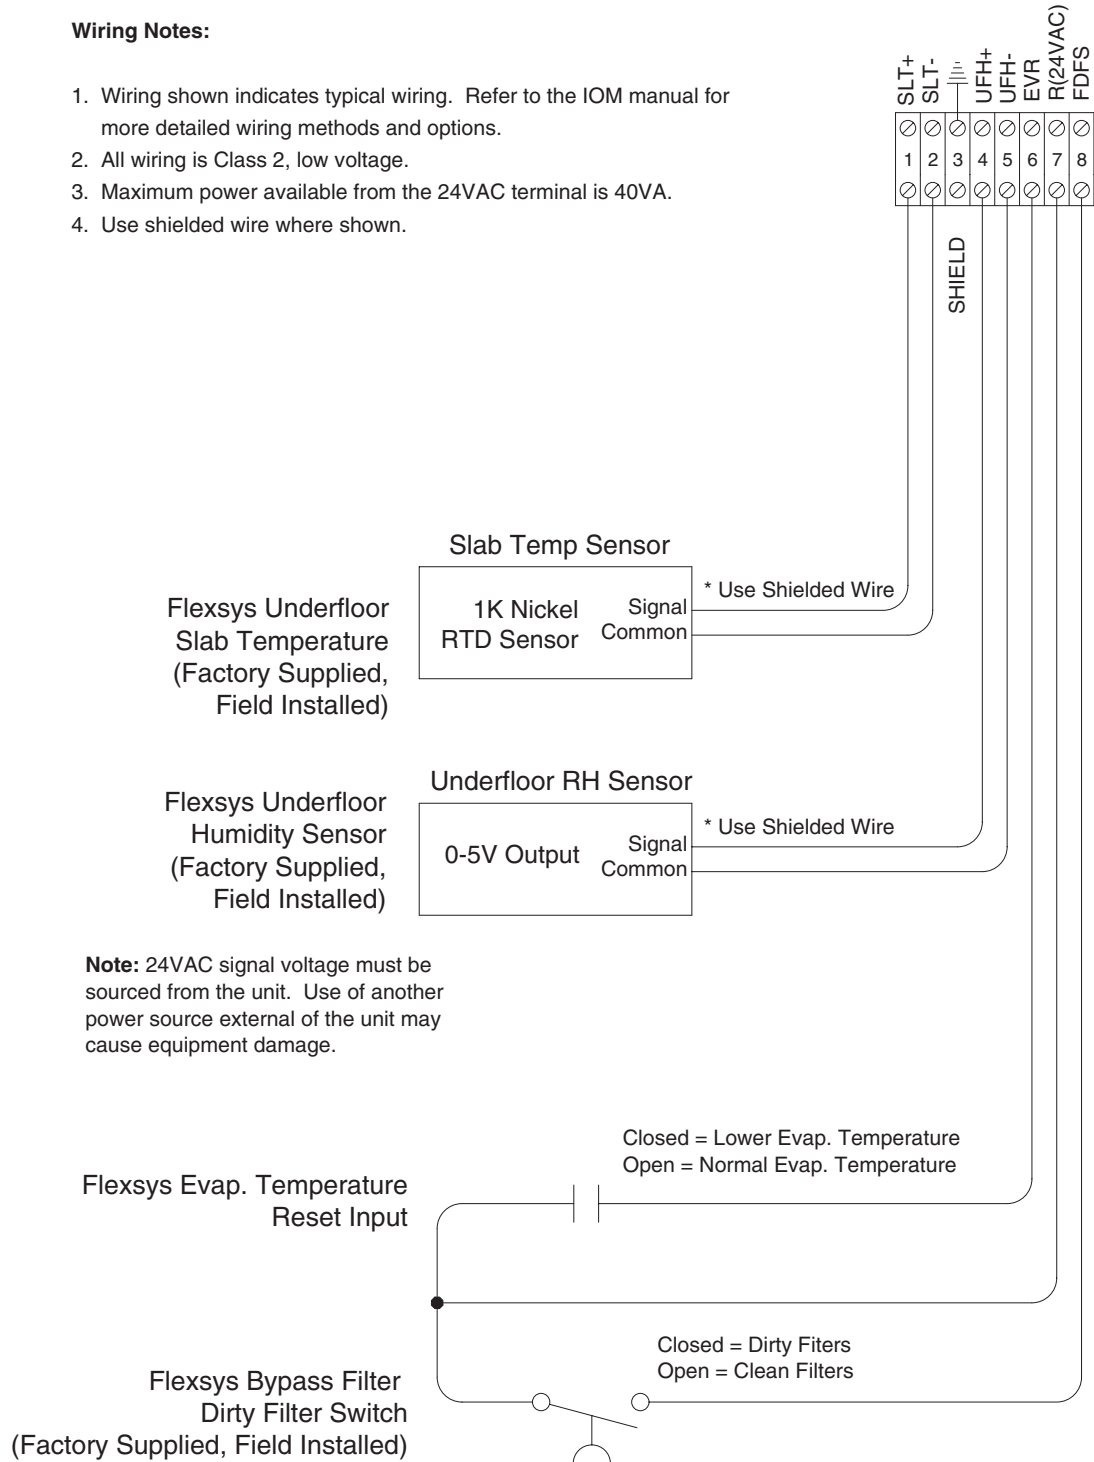 Wiring Notes:
1. Wiring shown indicates typical wiring. Refer to the IOM manual for
more detailed wiring methods and options.
2. All wiring is Class 2, low voltage.
3. Maximum power available from the 24VAC terminal is 40VA.
4. Use shielded wire where shown.
SLT+
SLT-
UFH+
UFH-
EVR
R(24VAC)
FDFS
1 2 3 4 5 6 7 8
SHIELD
Slab Temp Sensor
Flexsys Underfloor
Slab Temperature
(Factory Supplied,
Field Installed)
1K Nickel
RTD Sensor
Signal
Common
* Use Shielded Wire
Underfloor RH Sensor
Flexsys Underfloor
Humidity Sensor
(Factory Supplied,
Field Installed)
0-5V Output
Signal
Common
* Use Shielded Wire
Note: 24VAC signal voltage must be
sourced from the unit. Use of another
power source external of the unit may
cause equipment damage.
Closed = Lower Evap. Temperature
Open = Normal Evap. Temperature
Flexsys Evap. Temperature
Reset Input
Closed = Dirty Fiters
Open = Clean Filters
Flexsys Bypass Filter
Dirty Filter Switch
(Factory Supplied, Field Installed)